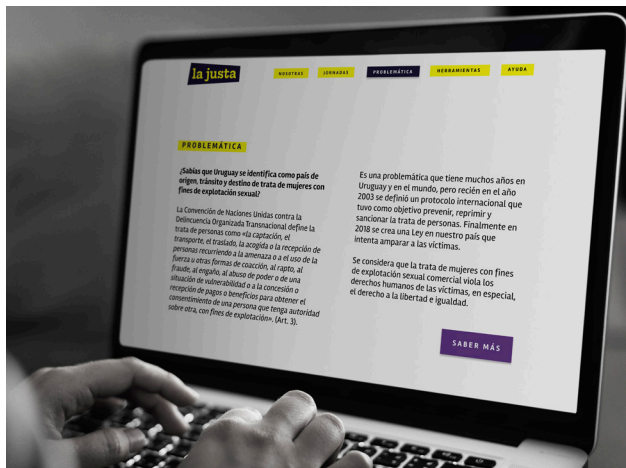 la justa
NOSOTRAS
JORNADAS
PROBLEMÁTICA
HERRAMIENTAS
AYUDA
PROBLEMÁTICA
¿Sabías que Uruguay se identifica como país de
origen, tránsito y destino de trata de mujeres con
fines de explotación sexual?
La Convención de Naciones Unidas contra la
Delincuencia Organizada Transnacional define la
trata de personas como «la captación, el
transporte, el traslado, la acogida o la recepción de
personas recurriendo a la amenaza o a el uso de la
fuerza u otras formas de coacción, al rapto, al
fraude, al engaño, al abuso de poder o de una
situación de vulnerabilidad o a la concesión o
recepción de pagos o beneficios para obtener el
consentimiento de una persona que tenga autoridad
sobre otra, con fines de explotación». (Art. 3).
Es una problemática que tiene muchos años en
Uruguay y en el mundo, pero recién en el año
2003 se definió un protocolo internacional que
tuvo como objetivo prevenir, reprimir y
sancionar la trata de personas. Finalmente en
2018 se crea una Ley en nuestro país que
intenta amparar a las víctimas.
Se considera que la trata de mujeres con fines
de explotación sexual comercial viola los
derechos humanos de las víctimas, en especial,
el derecho a la libertad e igualdad.
SABER MÁS